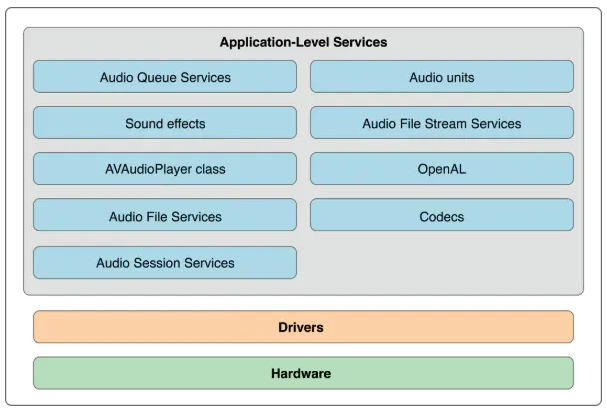 Application-Level Services
Audio Queue Services
Audio units
Sound effects
Audio File Stream Services
AVAudioPlayer class
OpenAL
Audio File Services
Codecs
Audio Session Services
Drivers
Hardware